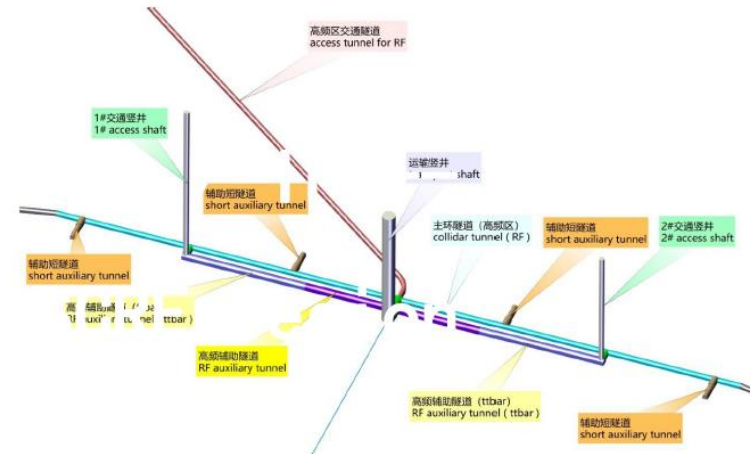 高频区交通隧道
access tunnel for RF
1#交通竖井
1# access shaft
运输竖井
shaft
辅助短隧道
short auxiliary tunnel
主环隧道（高频区）
collidar tunnel ( RF )
辅助短隧道
short auxiliary tunnel
2#交通竖井
2# access shaft
辅助短隧道
short auxiliary tunnel
高频辅助隧道
RF auxiliary tunnel
高频辅助隧道（ttbar)
RF auxiliary tunnel ( ttbar )
辅助短隧道
short auxiliary tunnel